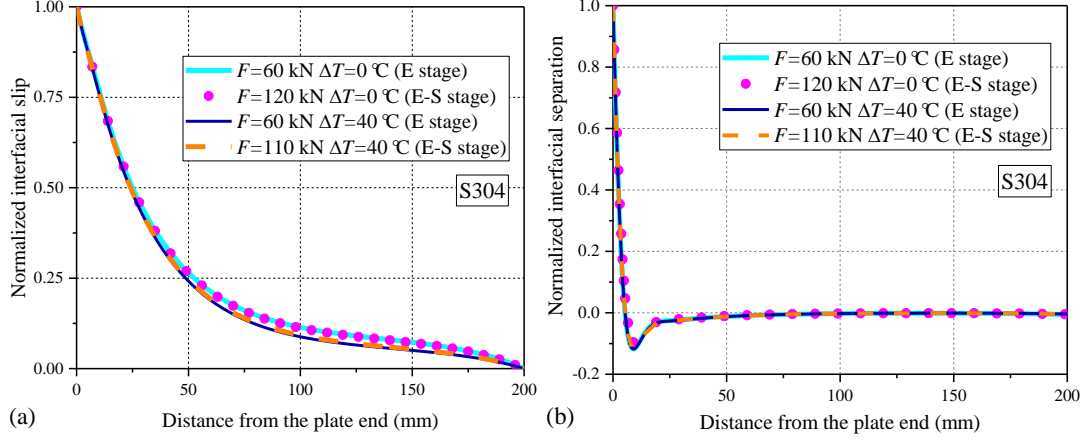 1.00
0.75
0.50
0.25
0.00
Normalized interfacial slip
F=60 kN ΔT=0 ℃ (E stage)
F=120 kN ΔT=0 ℃ (E-S stage)
F=60 kN ΔT=40 ℃ (E stage)
F=110 kN ΔT=40 ℃ (E-S stage)
S304
0 50 100 150 200
Distance from the plate end (mm)
(a)
1.0
0.8
0.6
0.4
0.2
0.0
-0.2
Normalized interfacial separation
F=60 kN ΔT=0 ℃ (E stage)
F=120 kN ΔT=0 ℃ (E-S stage)
F=60 kN ΔT=40 ℃ (E stage)
F=110 kN ΔT=40 ℃ (E-S stage)
S304
0 50 100 150 200
Distance from the plate end (mm)
(b)